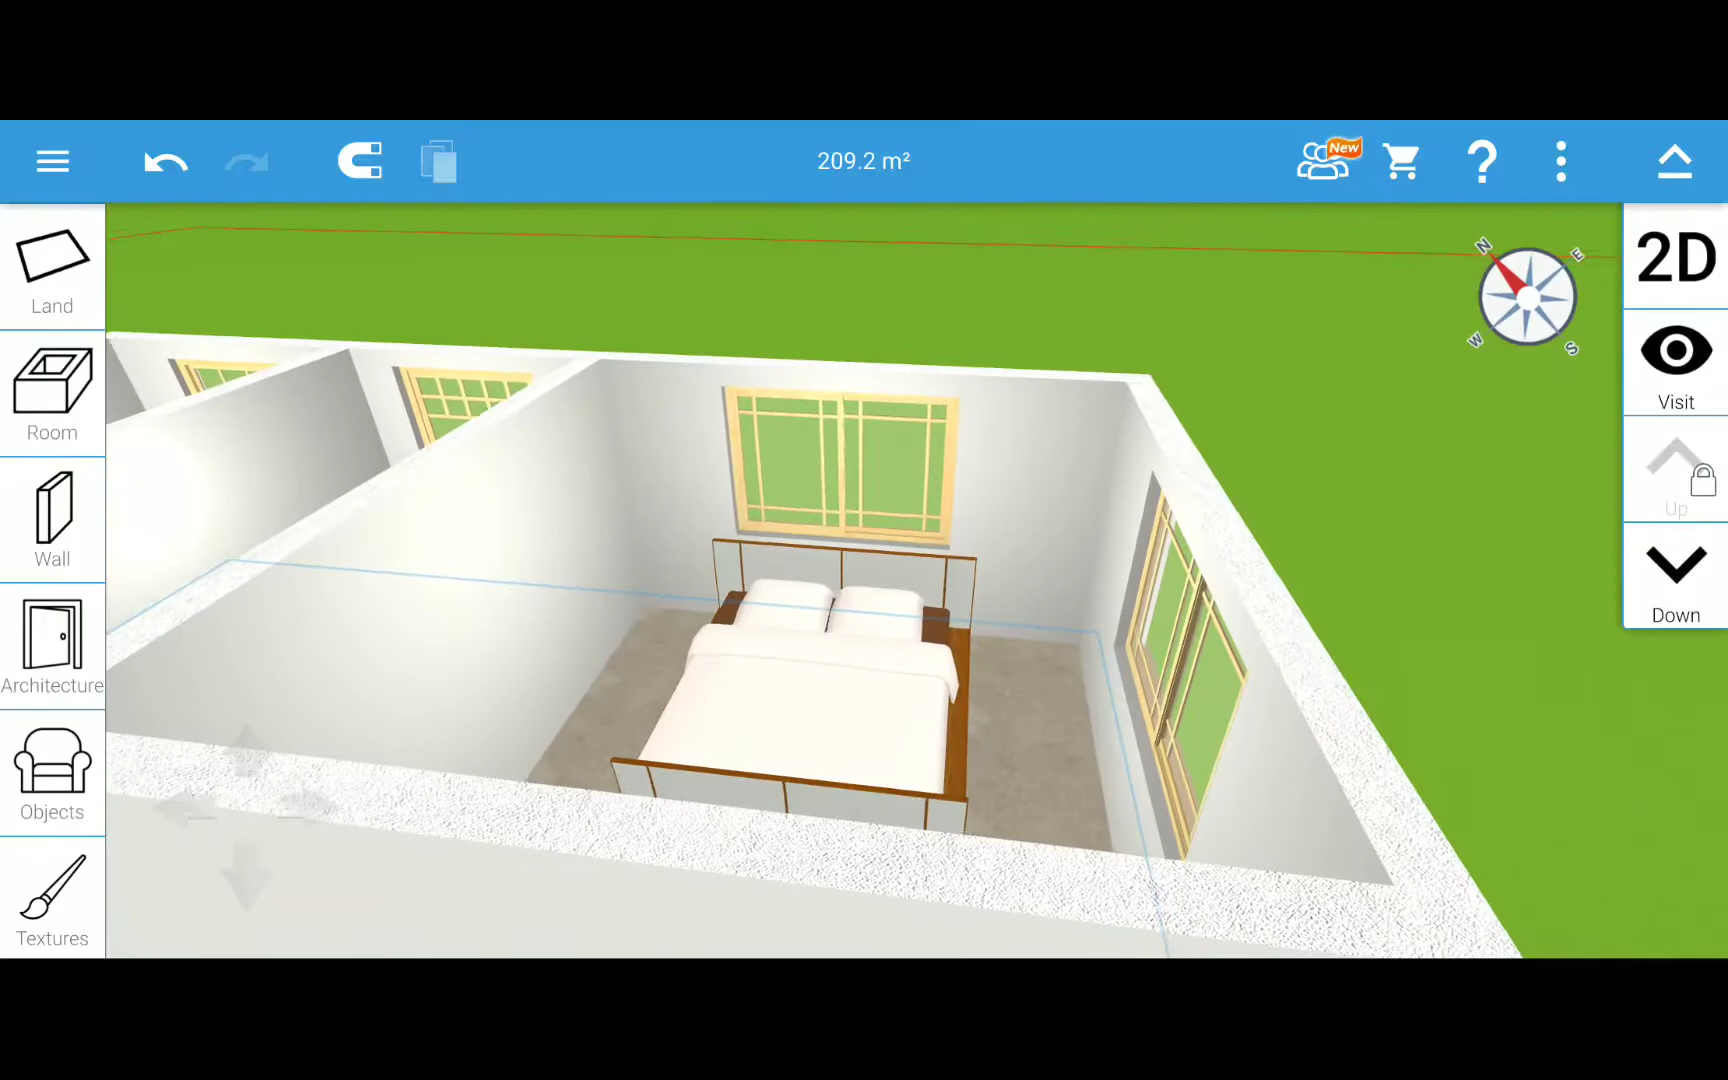 209.2 m²
New
Land
Room
Wall
Architecture
Objects
Textures
N
E
W
S
2D
Visit
Up
Down